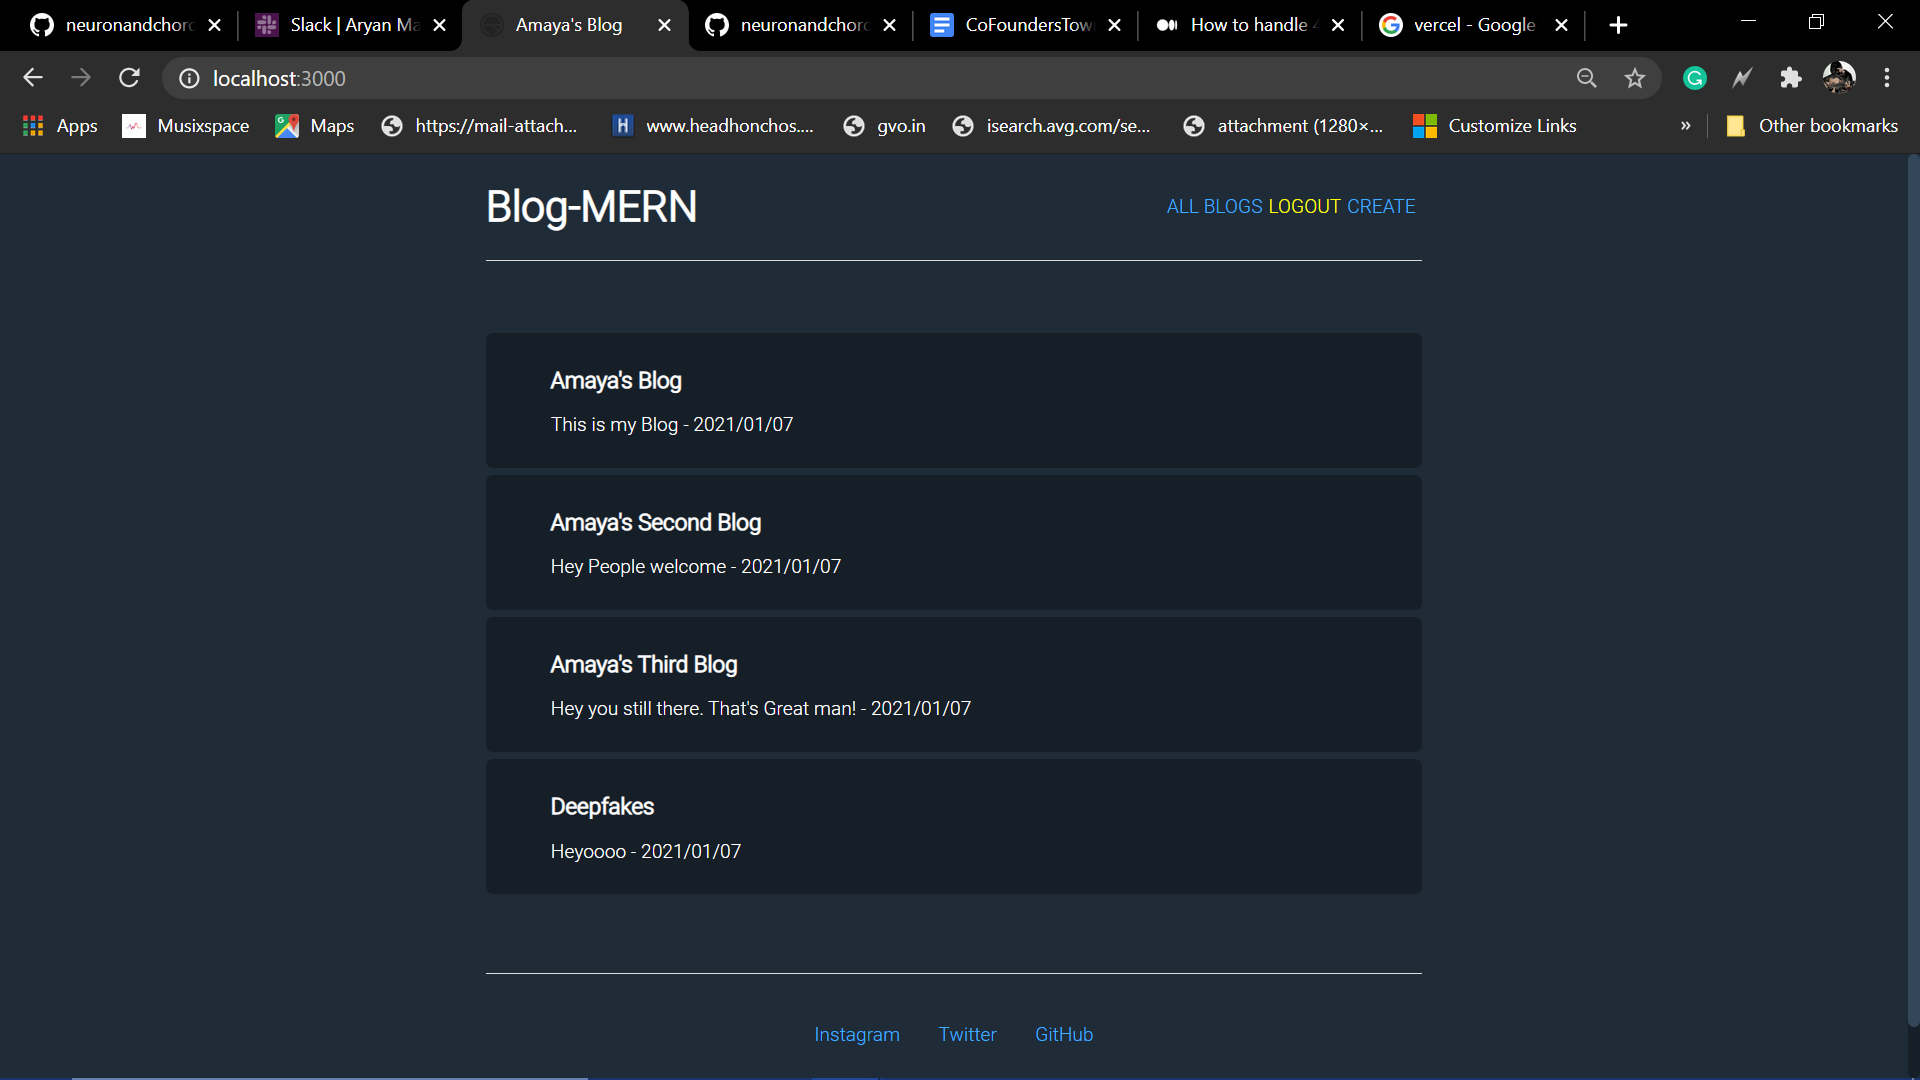 neuronandchord
Slack | Aryan Ma
Amaya's Blog
neuronandchord
CoFoundersTow
How to handle 4
vercel - Google
localhost:3000
Apps
Musixspace
Maps
https://mail-attach...
www.headhonchos....
gvo.in
isearch.avg.com/se...
attachment (1280×...
Customize Links
»
Other bookmarks
Blog-MERN
ALL BLOGS LOGOUT CREATE
Amaya's Blog
This is my Blog - 2021/01/07
Amaya's Second Blog
Hey People welcome - 2021/01/07
Amaya's Third Blog
Hey you still there. That's Great man! - 2021/01/07
Deepfakes
Heyoooo - 2021/01/07
Instagram Twitter GitHub